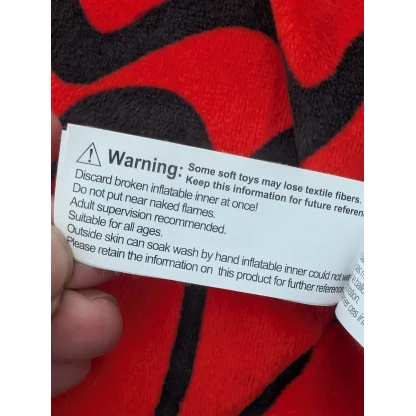 Warning: Some soft toys may lose textile fibers.
Keep this information for future
Discard broken inflatable inner at once!
Do not put near naked flames.
Adult supervision recommended.
Suitable for all ages.
Outside skin can soak wash by hand inflatable inner could not
Please retain the information on this product for further reference